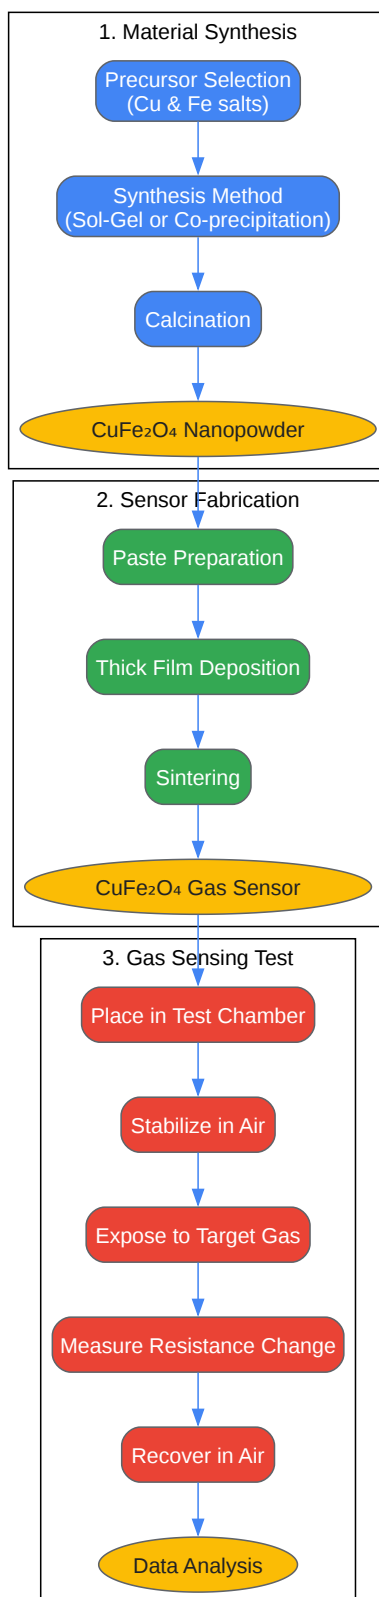 1. Material Synthesis
Precursor Selection
(Cu & Fe salts)
Synthesis Method
(Sol-Gel or Co-precipitation)
Calcination
CuFe₂O₄ Nanopowder
2. Sensor Fabrication
Paste Preparation
Thick Film Deposition
Sintering
CuFe₂O₄ Gas Sensor
3. Gas Sensing Test
Place in Test Chamber
Stabilize in Air
Expose to Target Gas
Measure Resistance Change
Recover in Air
Data Analysis